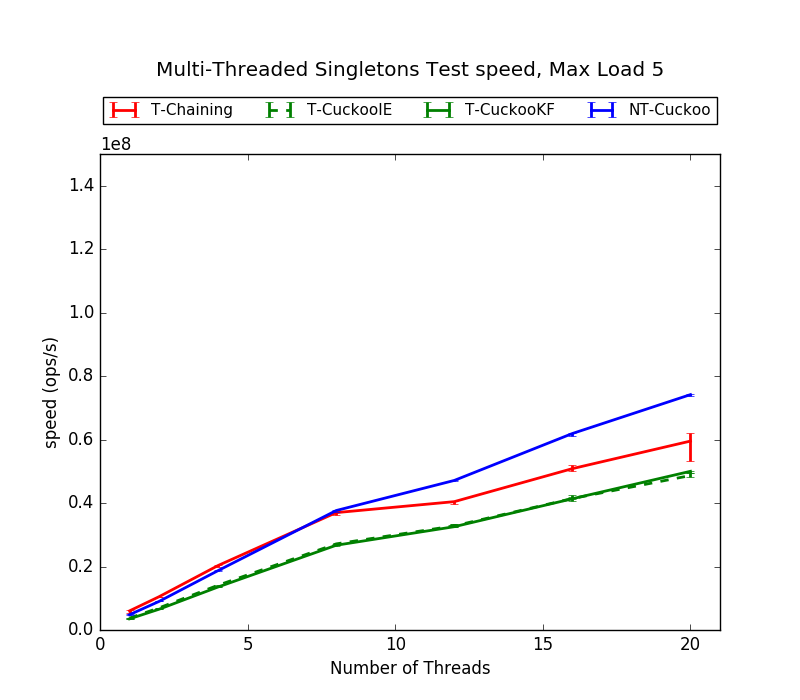 Multi-Threaded Singletons Test speed, Max Load 5
T-Chaining T-CuckooIE T-CuckooKF NT-Cuckoo
1e8
1.4
1.2
1.0
0.8
0.6
0.4
0.2
0.0
speed (ops/s)
0 5 10 15 20
Number of Threads